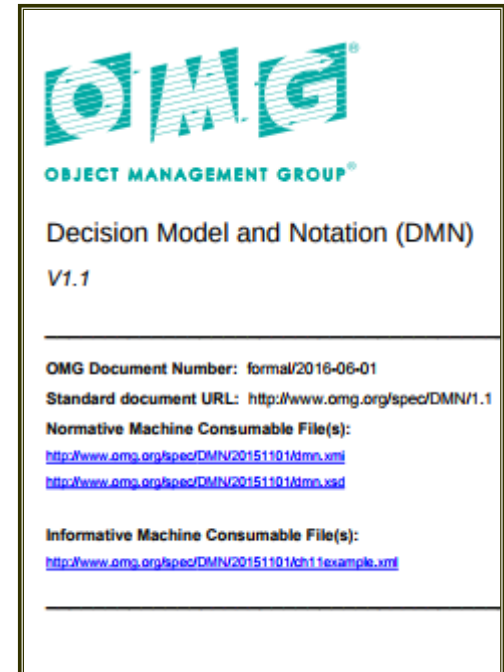 OMG®
OBJECT MANAGEMENT GROUP®
Decision Model and Notation (DMN)
V1.1
OMG Document Number: formal/2016-06-01
Standard document URL: http://www.omg.org/spec/DMN/1.1
Normative Machine Consumable File(s):
http://www.omg.org/spec/DMN/20151101/dmn.xmi
http://www.omg.org/spec/DMN/20151101/dmn.xsd
Informative Machine Consumable File(s):
http://www.omg.org/spec/DMN/20151101/ch11example.xml